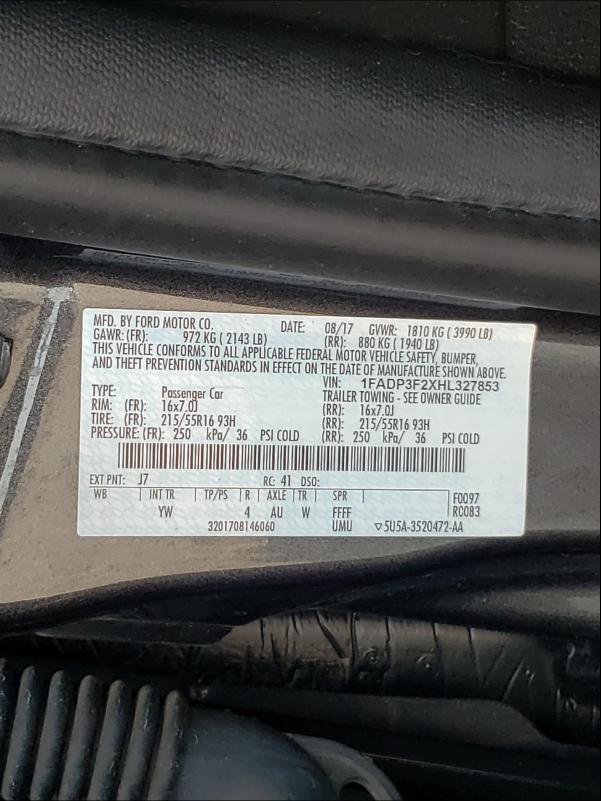 MFD. BY FORD MOTOR CO. DATE: 08/17 GVWR: 1810 KG ( 3990 LB)
GAWR: (FR): 972 KG ( 2143 LB) (RR): 880 KG ( 1940 LB)
THIS VEHICLE CONFORMS TO ALL APPLICABLE FEDERAL MOTOR VEHICLE SAFETY, BUMPER,
AND THEFT PREVENTION STANDARDS IN EFFECT ON THE DATE OF MANUFACTURE SHOWN ABOVE.
VIN: 1FADP3F2XHL327853
TYPE: Passenger Car TRAILER TOWING - SEE OWNER GUIDE
RIM: (FR): 16x7.0J (RR): 16x7.0J
TIRE: (FR): 215/55R16 93H (RR): 215/55R16 93H
PRESSURE: (FR): 250 kPa/ 36 PSI COLD (RR): 250 kPa/ 36 PSI COLD
EXT PNT: J7 RC: 41 DSO:
WB INT TR TP/PS R AXLE TR SPR F0097
YW 4 AU W FFFF RC083
3201708146060 UMU ▽5U5A-3520472-AA